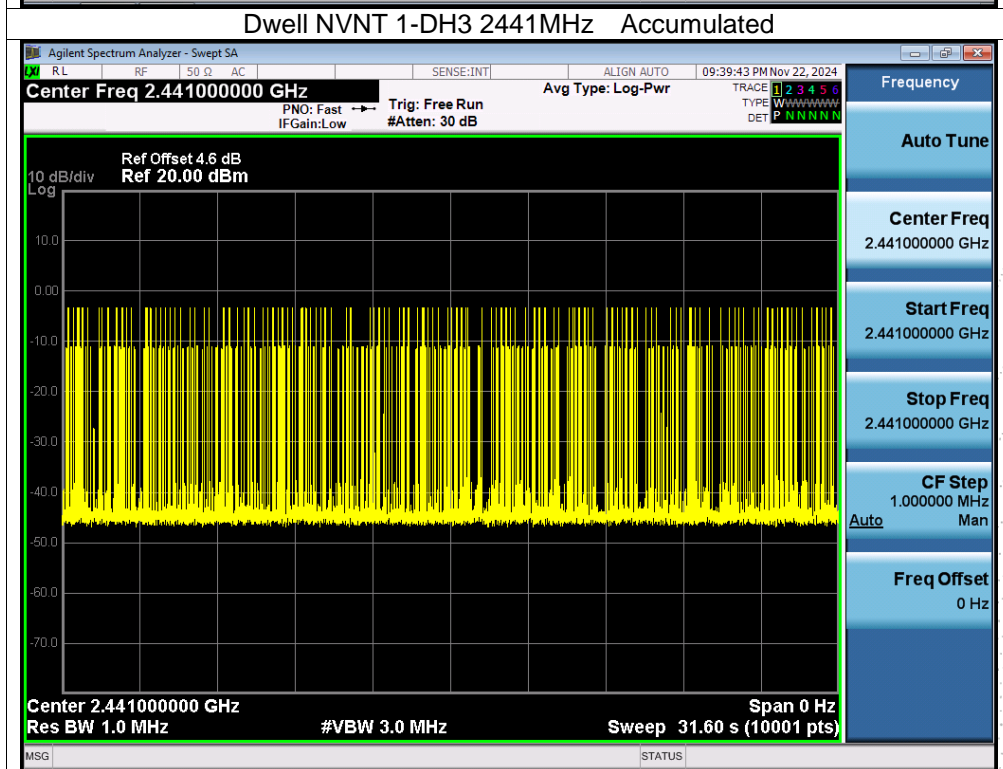 Dwell NVNT 1-DH3 2441MHz Accumulated
Agilent Spectrum Analyzer - Swept SA
LXI RL RF 50 Ω AC SENSE:INT ALIGN AUTO 09:39:43 PM Nov 22, 2024
Center Freq 2.441000000 GHz
PNO: Fast
IFGain:Low
Trig: Free Run
#Atten: 30 dB
Avg Type: Log-Pwr
TRACE 1 2 3 4 5 6
TYPE WWWWWW
DET P N N N N N
Ref Offset 4.6 dB
10 dB/div Ref 20.00 dBm
Log
10.0
0.00
-10.0
-20.0
-30.0
-40.0
-50.0
-60.0
-70.0
Center 2.441000000 GHz Span 0 Hz
Res BW 1.0 MHz #VBW 3.0 MHz Sweep 31.60 s (10001 pts)
MSG STATUS
Frequency
Auto Tune
Center Freq
2.441000000 GHz
Start Freq
2.441000000 GHz
Stop Freq
2.441000000 GHz
CF Step
1.000000 MHz
Auto Man
Freq Offset
0 Hz